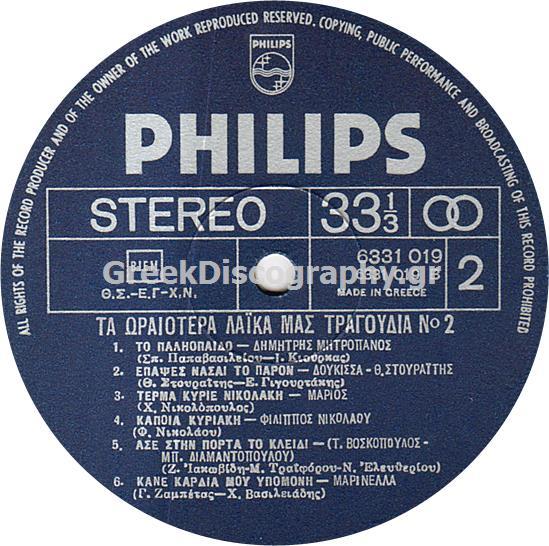 ALL RIGHTS OF THE RECORD PRODUCER AND OF THE OWNER OF THE WORK REPRODUCED RESERVED. COPYING, PUBLIC PERFORMANCE AND BROADCASTING OF THIS RECORD PROHIBITED
PHILIPS
PHILIPS
STEREO 33 1/3
6331 019
BIEM GreekDiscography.gr
Θ.Σ.-Ε.Γ-Χ.Ν. MADE IN GREECE 2
ΤΑ ΩΡΑΙΟΤΕΡΑ ΛΑΪΚΑ ΜΑΣ ΤΡΑΓΟΥΔΙΑ Νο 2
1. ΤΟ ΠΑΛΗΟΠΑΙΔΟ – ΔΗΜΗΤΡΗΣ ΜΗΤΡΟΠΑΝΟΣ
(Σπ. Παπαβασιλείου–Ι. Κιούρκας)
2. ΕΠΑΨΕΣ ΝΑΣΑΙ ΤΟ ΠΑΡΟΝ – ΔΟΥΚΙΣΣΑ - Θ.ΣΤΟΥΡΑΪΤΗΣ
(Θ. Στουραΐτης–Ε. Γιγουρτάκης)
3. ΤΕΡΜΑ ΚΥΡΙΕ ΝΙΚΟΛΑΚΗ – ΜΑΡΙΟΣ
(Χ. Νικολόπουλος)
4. ΚΑΠΟΙΑ ΚΥΡΙΑΚΗ – ΦΙΛΙΠΠΟΣ ΝΙΚΟΛΑΟΥ
(Φ. Νικολάου)
5. ΑΣΕ ΣΤΗΝ ΠΟΡΤΑ ΤΟ ΚΛΕΙΔΙ – (Τ. ΒΟΣΚΟΠΟΥΛΟΣ–
ΜΠ. ΔΙΑΜΑΝΤΟΠΟΥΛΟΥ)
(Ζ. Ἰακωβίδη-Μ. Τραϊφόρου-Ν. Ἐλευθερίου)
6. ΚΑΝΕ ΚΑΡΔΙΑ ΜΟΥ ΥΠΟΜΟΝΗ – ΜΑΡΙΝΕΛΛΑ
(Γ. Ζαμπέτας–Χ. Βασιλειάδης)